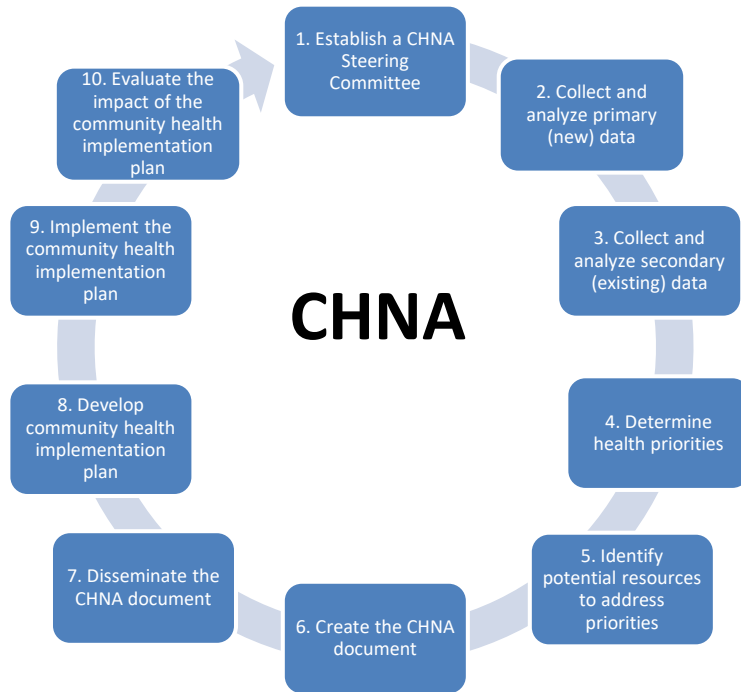 1. Establish a CHNA
Steering
Committee
2. Collect and
analyze primary
(new) data
3. Collect and
analyze secondary
(existing) data
4. Determine
health priorities
5. Identify
potential resources
to address
priorities
6. Create the CHNA
document
7. Disseminate the
CHNA document
8. Develop
community health
implementation
plan
9. Implement the
community health
implementation
plan
10. Evaluate the
impact of the
community health
implementation
plan
CHNA